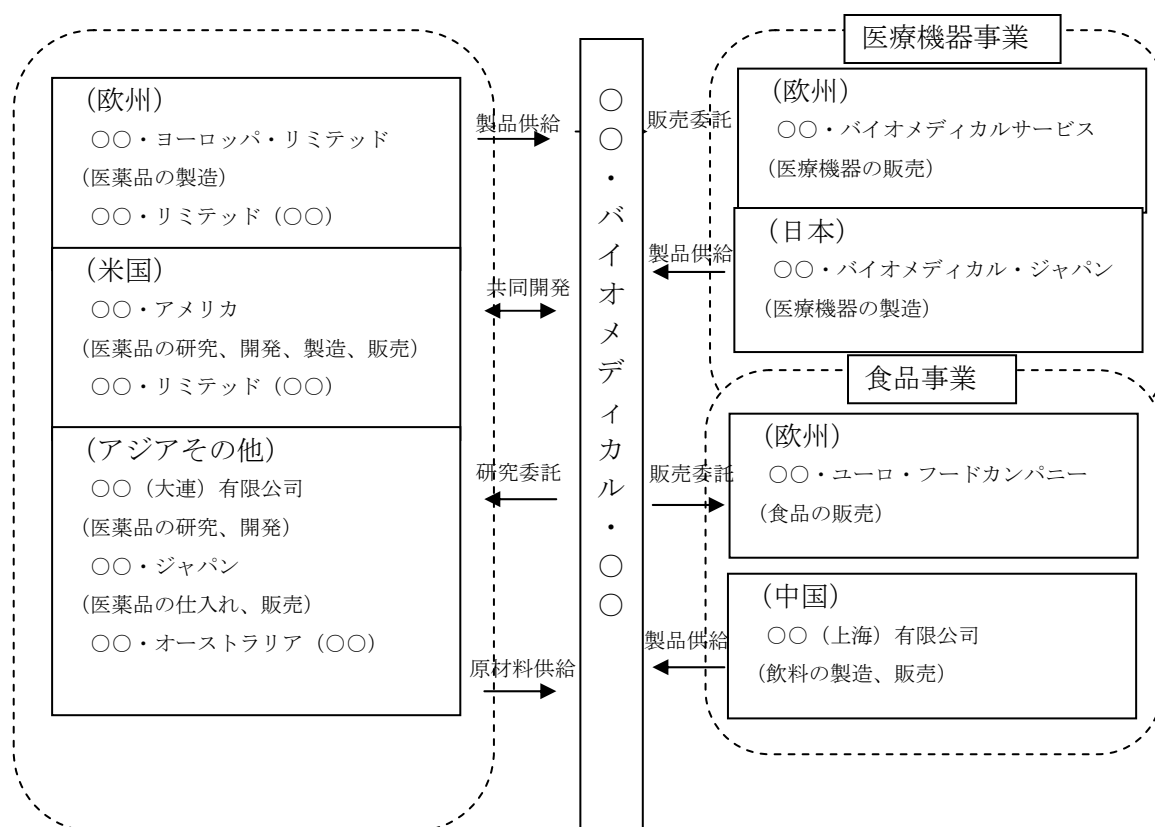 (欧州)
○○・ヨーロッパ・リミテッド
(医薬品の製造)
○○・リミテッド(○○)
(米国)
○○・アメリカ
(医薬品の研究、開発、製造、販売)
○○・リミテッド(○○)
(アジアその他)
○○(大連)有限公司
(医薬品の研究、開発)
○○・ジャパン
(医薬品の仕入れ、販売)
○○・オーストラリア(○○)
製品供給
共同開発
研究委託
原材料供給
○○・バイオメディカル・○○
販売委託
製品供給
販売委託
製品供給
医療機器事業
(欧州)
○○・バイオメディカルサービス
(医療機器の販売)
(日本)
○○・バイオメディカル・ジャパン
(医療機器の製造)
食品事業
(欧州)
○○・ユーロ・フードカンパニー
(食品の販売)
(中国)
○○(上海)有限公司
(飲料の製造、販売)